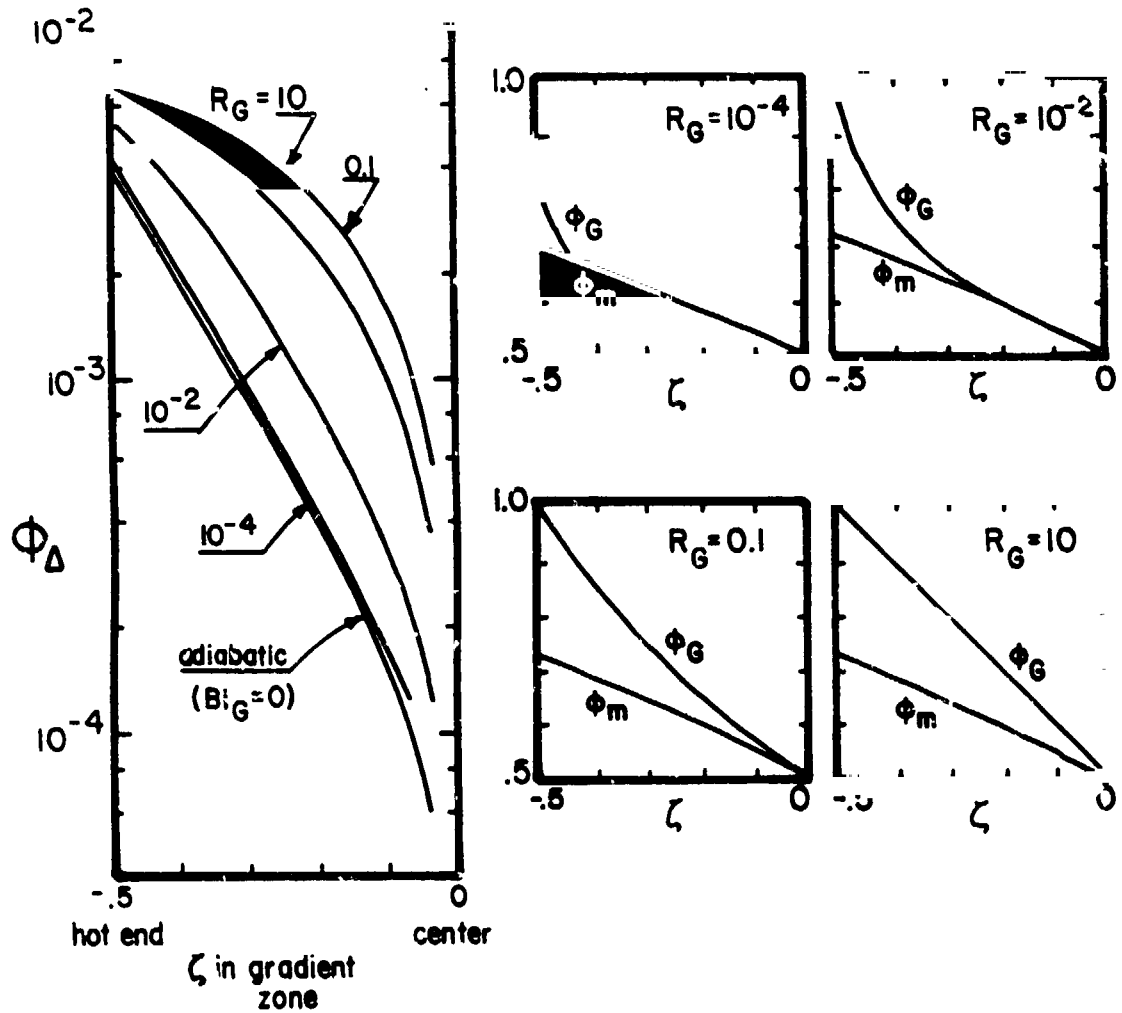 10⁻²
R_G = 10
0.1
10⁻³
10⁻²
10⁻⁴
Φ_Δ
adiabatic
(Bi_G = 0)
10⁻⁴
-.5
0
hot end
center
ζ in gradient
zone
1.0
R_G = 10⁻⁴
ϕ_G
ϕ_m
.5
-.5
0
ζ
R_G = 10⁻²
ϕ_G
ϕ_m
-.5
0
ζ
1.0
R_G = 0.1
ϕ_G
ϕ_m
.5
-.5
0
ζ
R_G = 10
ϕ_G
ϕ_m
0
ζ